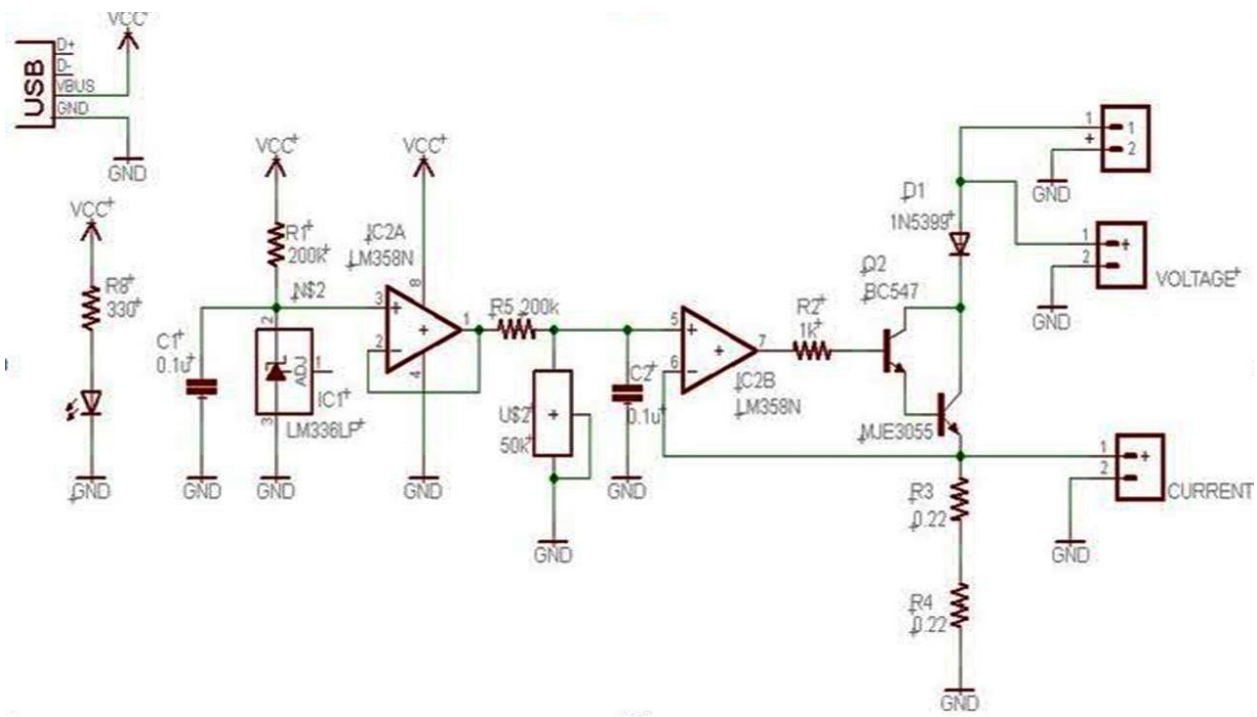 VCC
D+
D-
VBUS
GND
USB
GND
VCC
R8
330
GND
VCC
R1
200k
N$2
C1
0.1u
GND
2
ADJ
1
IC1
3
LM336LP
GND
VCC
IC2A
LM358N
8
3
2
1
4
GND
R5 200k
U$2
50k
GND
C2
0.1u
GND
5
6
7
IC2B
LM358N
R2
1k
Q2
BC547
MJE3055
D1
1N5399
1
2
1
2
GND
1
2
VOLTAGE
GND
1
2
CURRENT
GND
R3
0.22
R4
0.22
GND